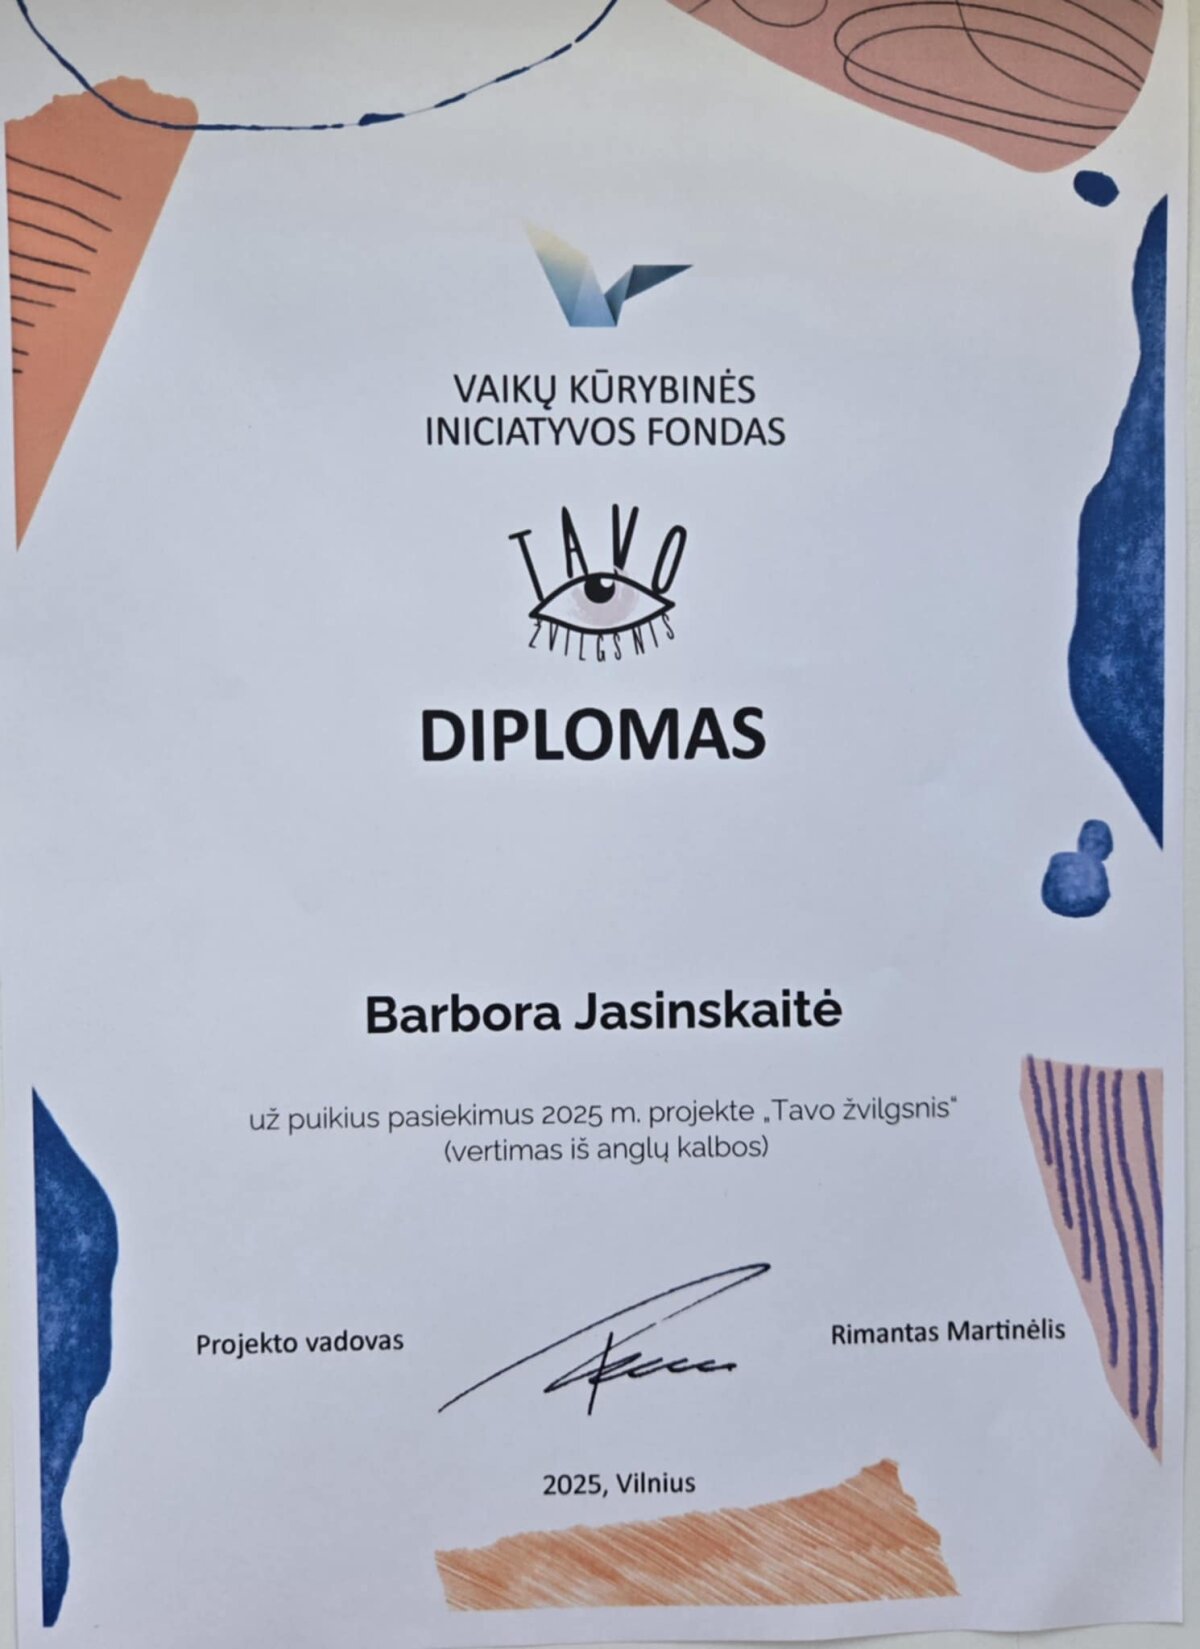 VAIKŲ KŪRYBINĖS
INICIATYVOS FONDAS
TAVO
ŽVILGSNIS
DIPLOMAS
Barbora Jasinskaitė
už puikius pasiekimus 2025 m. projekte „Tavo žvilgsnis“
(vertimas iš anglų kalbos)
Projekto vadovas
Rimantas Martinėlis
2025, Vilnius